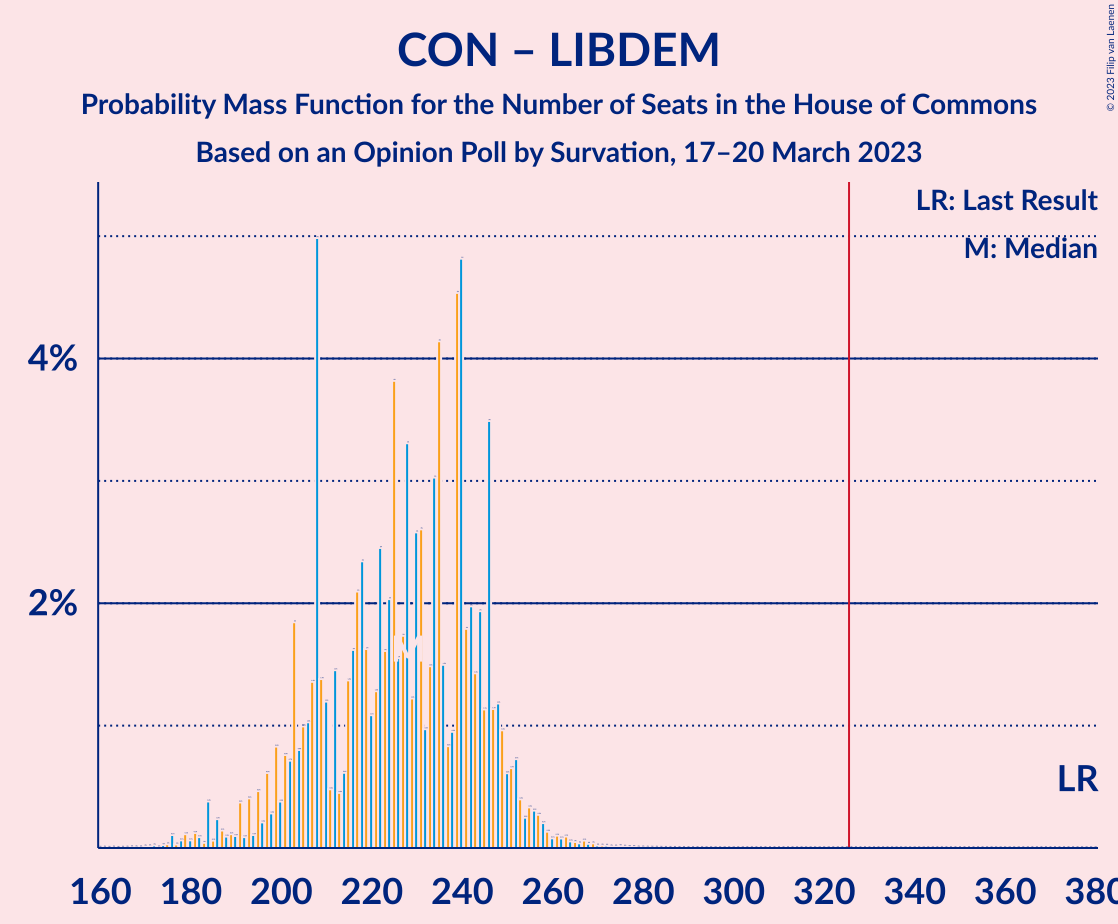 CON – LIBDEM
Probability Mass Function for the Number of Seats in the House of Commons
Based on an Opinion Poll by Survation, 17–20 March 2023
© 2023 Filip van Laenen
LR: Last Result
M: Median
4%
2%
LR
160 180 200 220 240 260 280 300 320 340 360 380